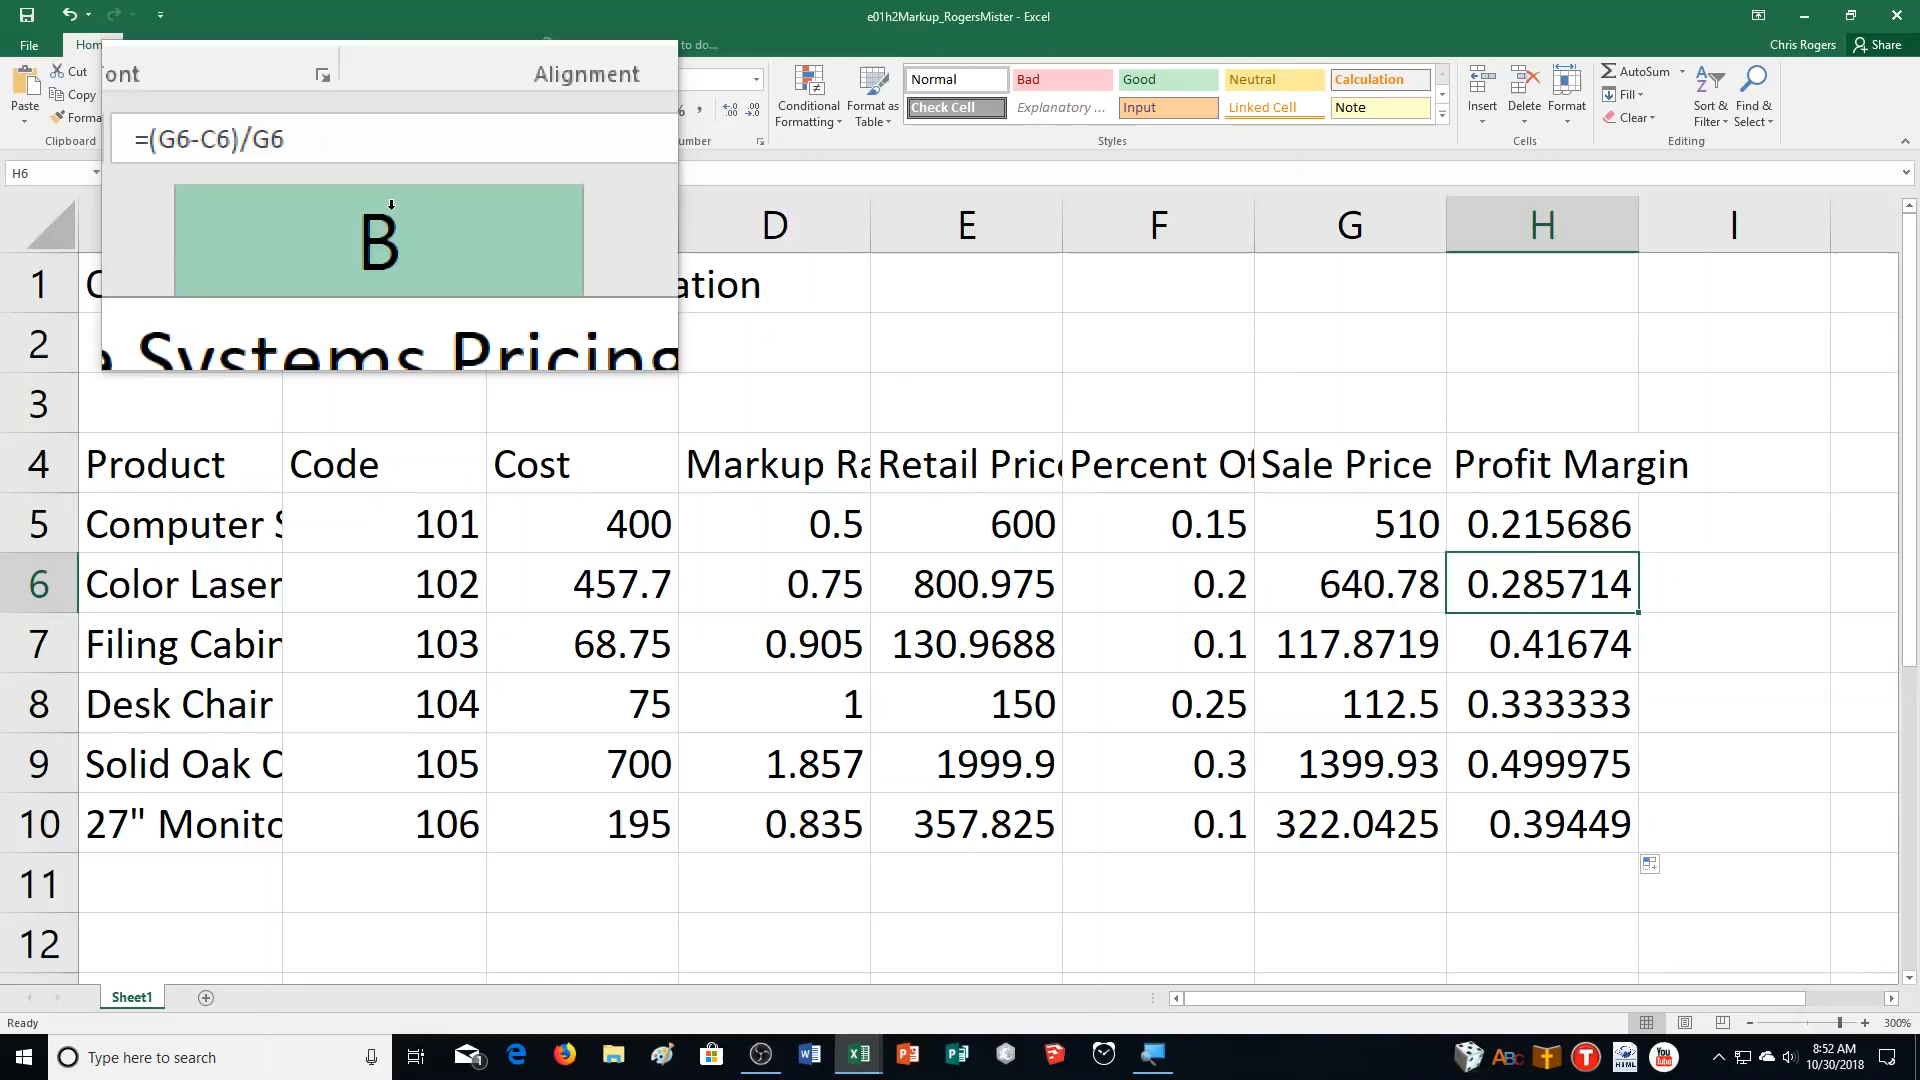 e01h2Markup_RogersMister - Excel
File
Hom
to do...
Chris Rogers
Share
Paste
Cut
Copy
Forma
Clipboard
ont
Alignment
=(G6-C6)/G6
B
e Systems Pricing
%
,
umber
Conditional Formatting
Format as Table
Normal
Bad
Good
Neutral
Calculation
Check Cell
Explanatory ...
Input
Linked Cell
Note
Styles
Insert
Delete
Format
Cells
AutoSum
Fill
Clear
Sort & Filter
Find & Select
Editing
H6
D E F G H I
1 C ation
2
3
4 Product Code Cost Markup Ra Retail Price Percent Of Sale Price Profit Margin
5 Computer S 101 400 0.5 600 0.15 510 0.215686
6 Color Laser 102 457.7 0.75 800.975 0.2 640.78 0.285714
7 Filing Cabin 103 68.75 0.905 130.9688 0.1 117.8719 0.41674
8 Desk Chair 104 75 1 150 0.25 112.5 0.333333
9 Solid Oak C 105 700 1.857 1999.9 0.3 1399.93 0.499975
10 27" Monito 106 195 0.835 357.825 0.1 322.0425 0.39449
11
12
Sheet1
Ready
300%
Type here to search
8:52 AM
10/30/2018